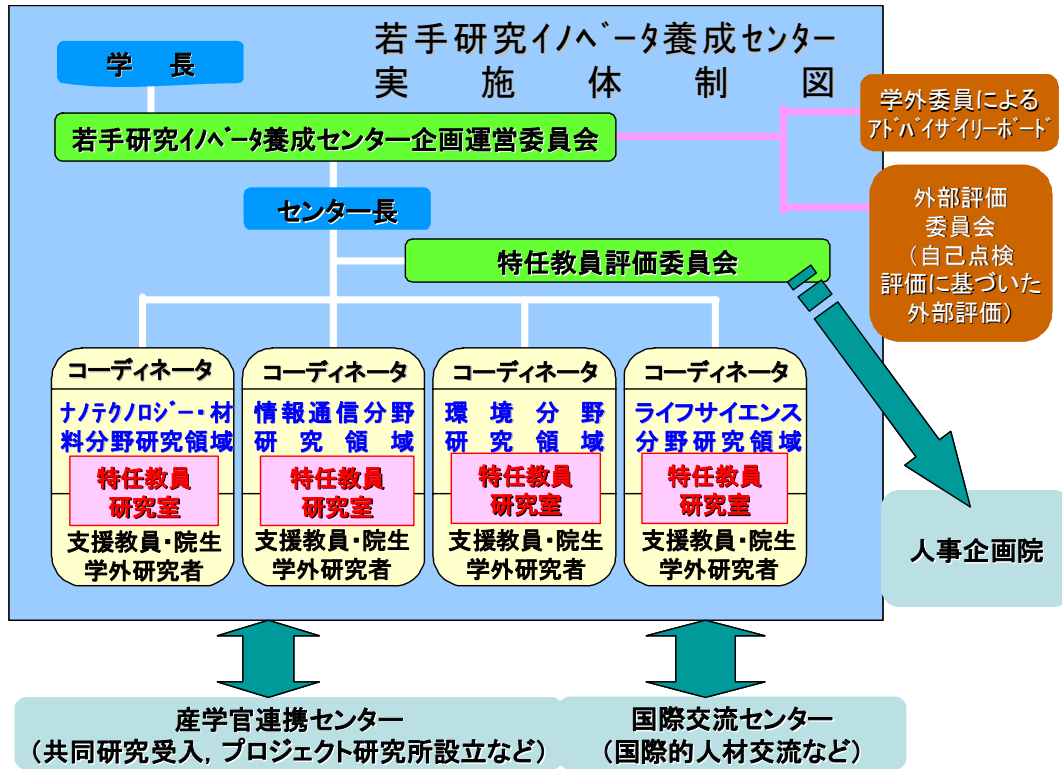 若手研究ｲﾉﾍﾞｰﾀ養成センター
実施体制図
学長
若手研究ｲﾉﾍﾞｰﾀ養成センター企画運営委員会
センター長
特任教員評価委員会
学外委員による
ｱﾄﾞﾊﾞｲｻﾞｲﾘｰﾎﾞｰﾄﾞ
外部評価
委員会
（自己点検
評価に基づいた
外部評価）
コーディネータ
ナノテクノロジー・材
料分野研究領域
特任教員
研究室
支援教員・院生
学外研究者
コーディネータ
情報通信分野
研究領域
特任教員
研究室
支援教員・院生
学外研究者
コーディネータ
環境分野
研究領域
特任教員
研究室
支援教員・院生
学外研究者
コーディネータ
ライフサイエンス
分野研究領域
特任教員
研究室
支援教員・院生
学外研究者
人事企画院
産学官連携センター
（共同研究受入，プロジェクト研究所設立など）
国際交流センター
（国際的人材交流など）